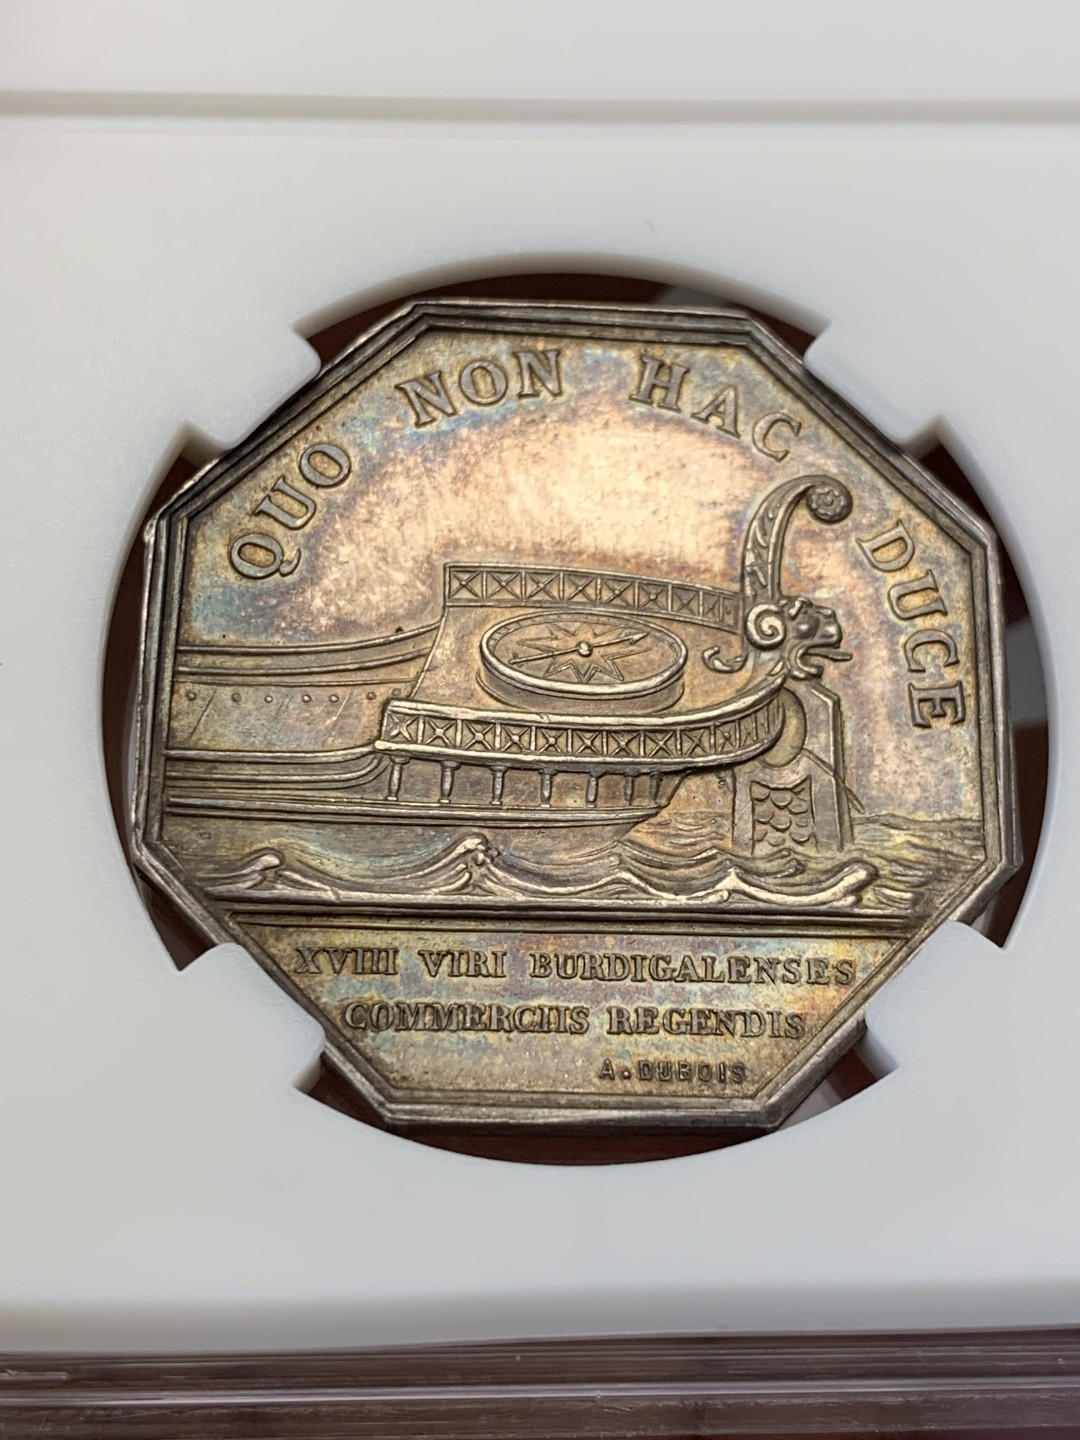 QUO NON HAC DUCE
XVIII VIRI BURDIGALENSES
COMMERCIIS REGENDIS
A. DUBOIS